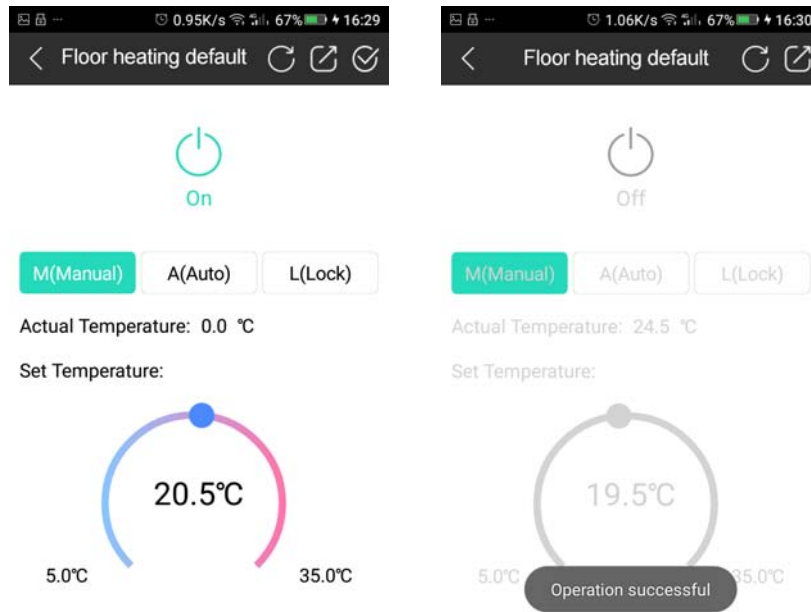 0.95K/s 67% 16:29
Floor heating default
On
M(Manual) A(Auto) L(Lock)
Actual Temperature: 0.0 ℃
Set Temperature:
20.5℃
5.0℃ 35.0℃
1.06K/s 67% 16:30
Floor heating default
Off
M(Manual) A(Auto) L(Lock)
Actual Temperature: 24.5 ℃
Set Temperature:
19.5℃
5.0℃ 35.0℃
Operation successful